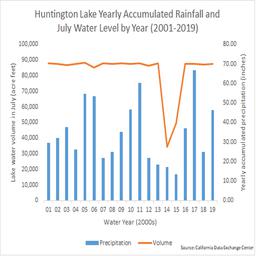 Huntington Lake Yearly Accumulated Rainfall and
July Water Level by Year (2001-2019)
100,000
90,000
80,000
70,000
60,000
50,000
40,000
30,000
20,000
10,000
0
Lake water volume in July (acre feet)
80.00
70.00
60.00
50.00
40.00
30.00
20.00
10.00
0.00
Yearly accumulated precipitation (inches)
01 02 03 04 05 06 07 08 09 10 11 12 13 14 15 16 17 18 19
Water Year (2000s)
Precipitation Volume
Source: California Data Exchange Center